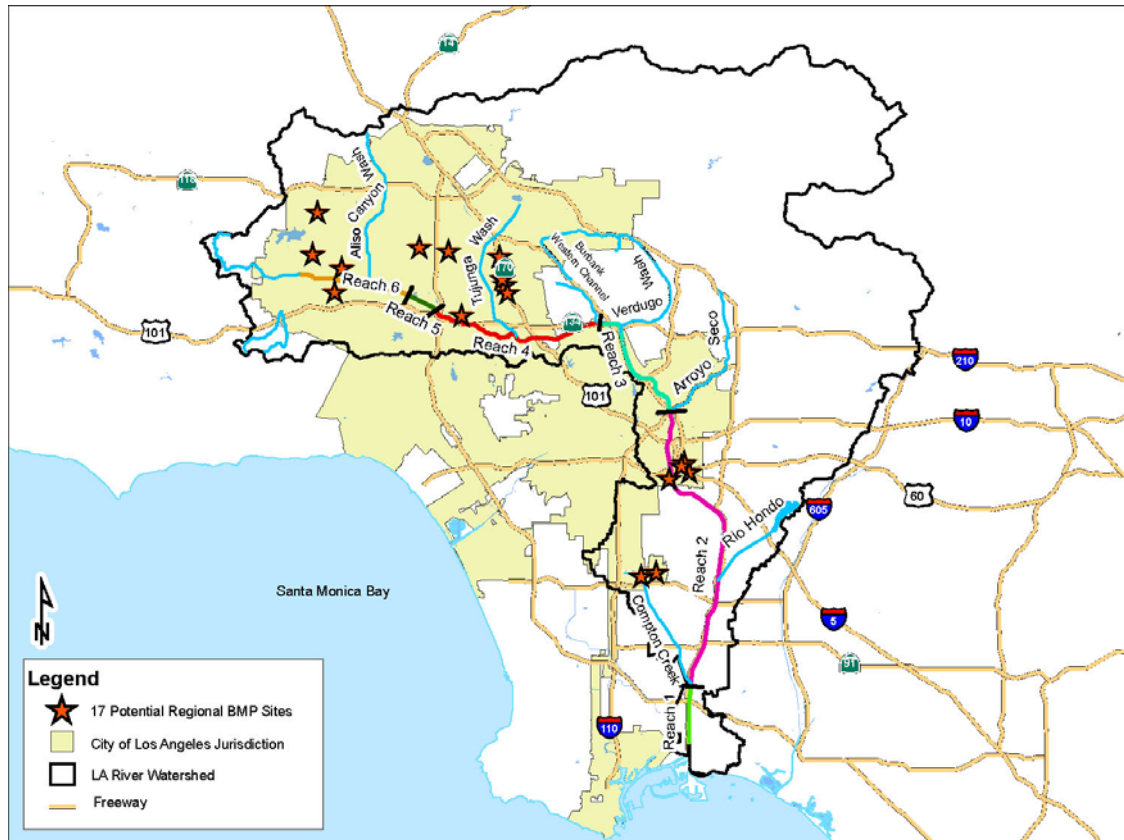 14
118
Aliso Canyon Wash
Tujunga Wash
170
Burbank
Western Channel
Verdugo Wash
Reach 6
Reach 5
Reach 4
134
Reach 3
Arroyo Seco
101
101
210
10
60
605
Rio Hondo
Reach 2
Santa Monica Bay
Compton Creek
5
91
Reach 1
110
N
Legend
17 Potential Regional BMP Sites
City of Los Angeles Jurisdiction
LA River Watershed
Freeway